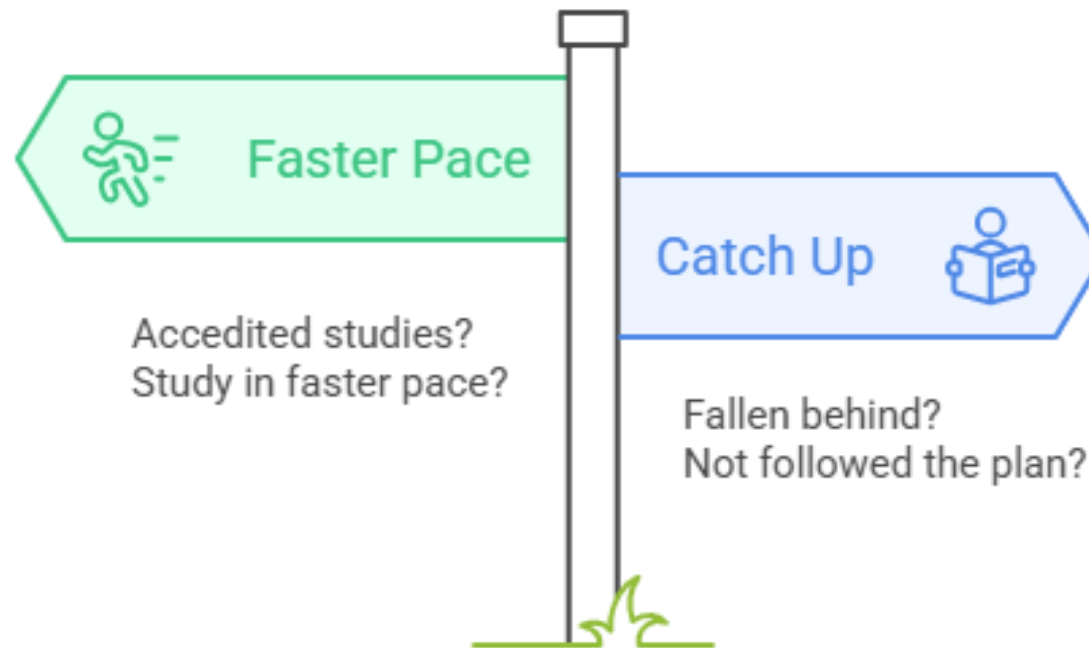 Faster Pace
Accedited studies?
Study in faster pace?
Catch Up
Fallen behind?
Not followed the plan?